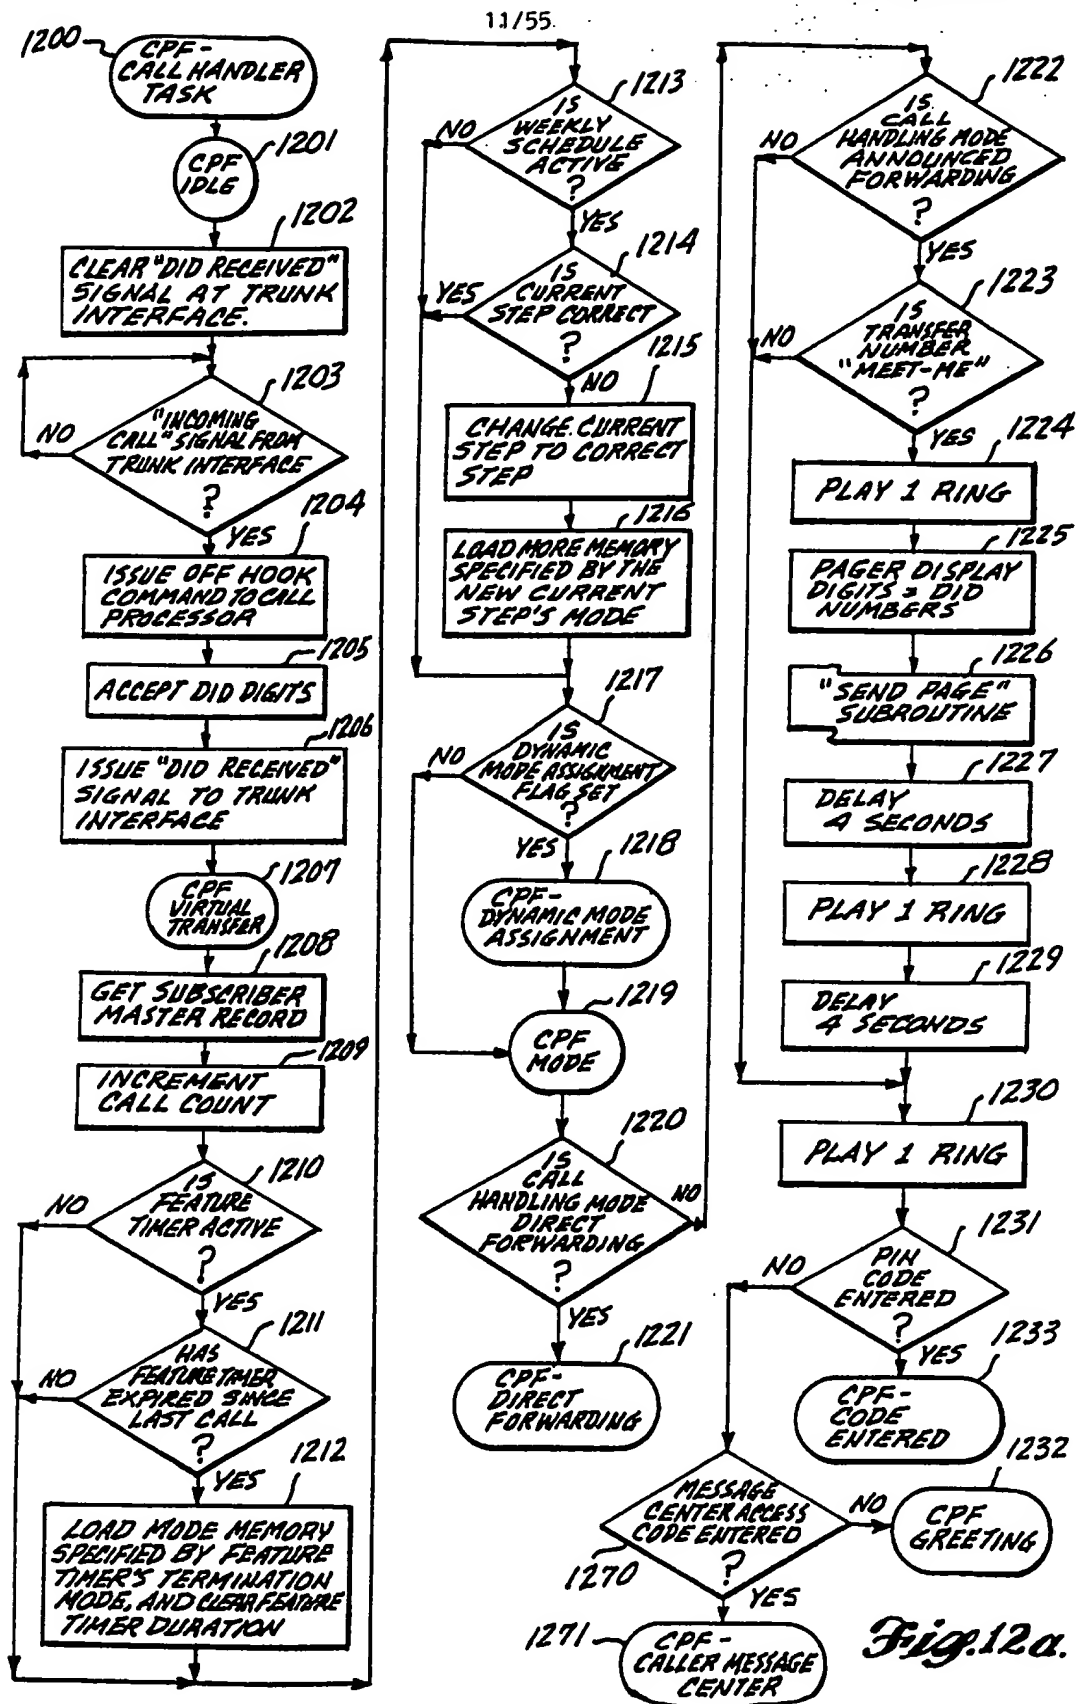 11/55
1200
CPF-
CALL HANDLER
TASK
1201
CPF
IDLE
1202
CLEAR "DID RECEIVED"
SIGNAL AT TRUNK
INTERFACE.
1203
"INCOMING
CALL" SIGNAL FROM
TRUNK INTERFACE
?
NO
YES
1204
ISSUE OFF HOOK
COMMAND TO CALL
PROCESSOR
1205
ACCEPT DID DIGITS
1206
ISSUE "DID RECEIVED"
SIGNAL TO TRUNK
INTERFACE
1207
CPF
VIRTUAL
TRANSFER
1208
GET SUBSCRIBER
MASTER RECORD
1209
INCREMENT
CALL COUNT
1210
IS
FEATURE
TIMER ACTIVE
?
NO
YES
1211
HAS
FEATURE TIMER
EXPIRED SINCE
LAST CALL
?
NO
YES
1212
LOAD MODE MEMORY
SPECIFIED BY FEATURE
TIMER'S TERMINATION
MODE, AND CLEAR FEATURE
TIMER DURATION
1213
IS
WEEKLY
SCHEDULE
ACTIVE
?
NO
YES
1214
IS
CURRENT
STEP CORRECT
?
YES
NO
1215
CHANGE CURRENT
STEP TO CORRECT
STEP
1216
LOAD MORE MEMORY
SPECIFIED BY THE
NEW CURRENT
STEP'S MODE
1217
IS
DYNAMIC
MODE ASSIGNMENT
FLAG SET
?
NO
YES
1218
CPF-
DYNAMIC MODE
ASSIGNMENT
1219
CPF
MODE
1220
IS
CALL
HANDLING MODE
DIRECT
FORWARDING
?
NO
YES
1221
CPF-
DIRECT
FORWARDING
1222
IS
CALL
HANDLING MODE
ANNOUNCED
FORWARDING
?
NO
YES
1223
IS
TRANSFER
NUMBER
"MEET-ME"
?
NO
YES
1224
PLAY 1 RING
1225
PAGER DISPLAY
DIGITS = DID
NUMBERS
1226
"SEND PAGE"
SUBROUTINE
1227
DELAY
4 SECONDS
1228
PLAY 1 RING
1229
DELAY
4 SECONDS
1230
PLAY 1 RING
1231
PIN
CODE
ENTERED
?
NO
YES
1233
CPF-
CODE
ENTERED
1232
CPF
GREETING
MESSAGE
CENTER ACCESS
CODE ENTERED
?
NO
1270
YES
1271
CPF-
CALLER MESSAGE
CENTER
Fig. 12a.